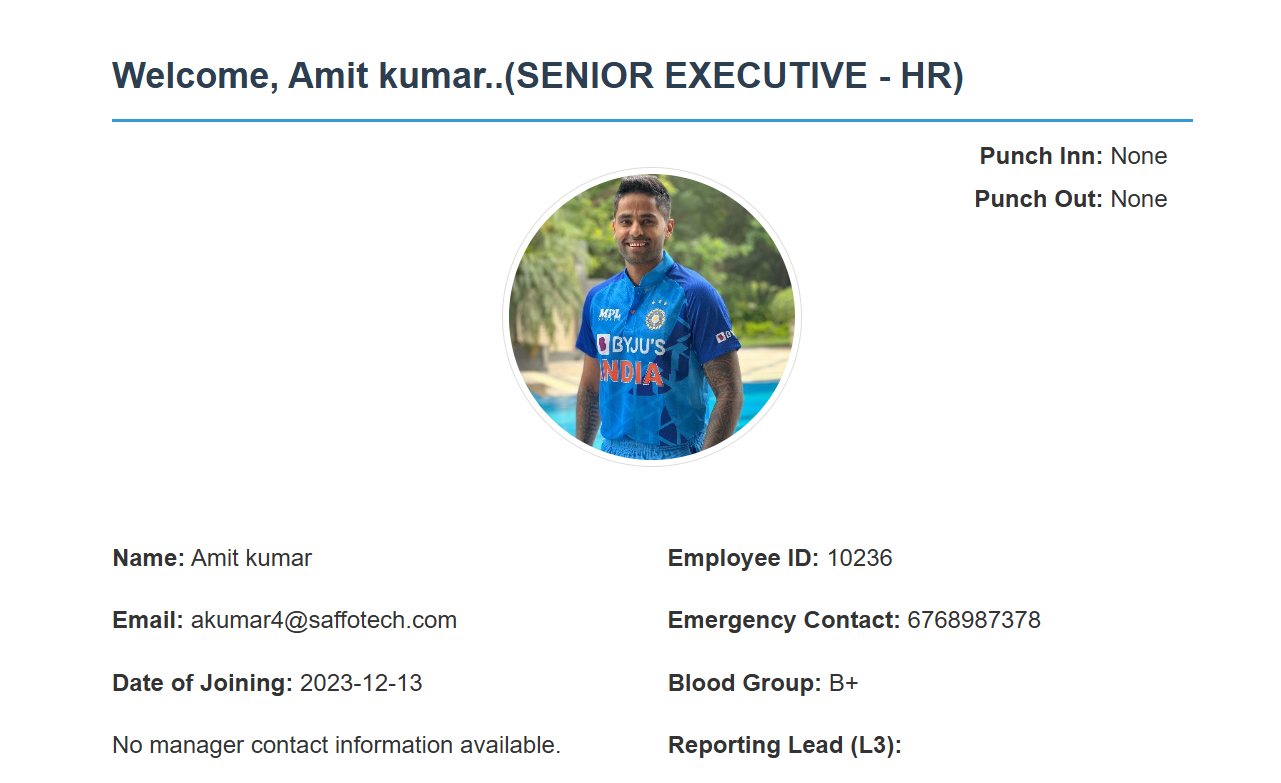 Welcome, Amit kumar..(SENIOR EXECUTIVE - HR)
Punch Inn: None
Punch Out: None
MPL
BYJU'S
INDIA
Name: Amit kumar
Employee ID: 10236
Email: akumar4@saffotech.com
Emergency Contact: 6768987378
Date of Joining: 2023-12-13
Blood Group: B+
No manager contact information available.
Reporting Lead (L3):